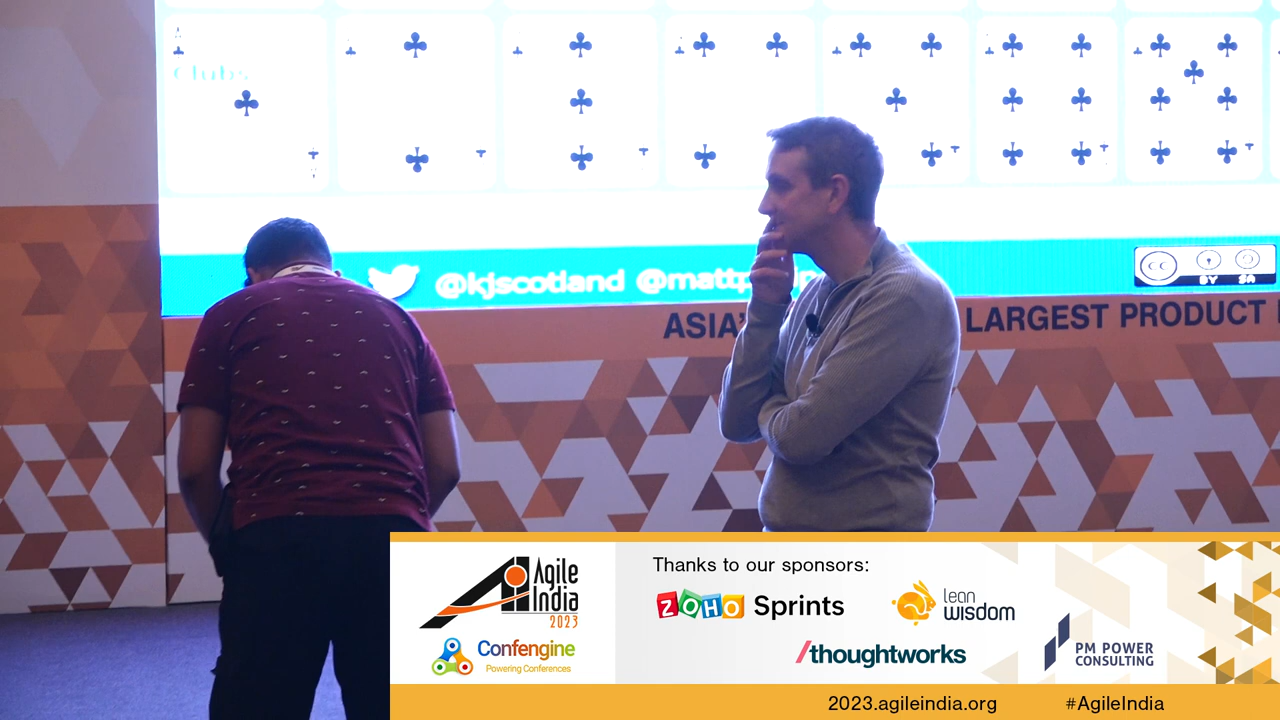 A
Clubs
@kjscotland @mattp
CC
BY SA
ASIA'
LARGEST PRODUCT
Agile
India
2023
Confengine
Powering Conferences
Thanks to our sponsors:
ZOHO Sprints
lean
wisdom
/thoughtworks
PM POWER
CONSULTING
2023.agileindia.org
#AgileIndia